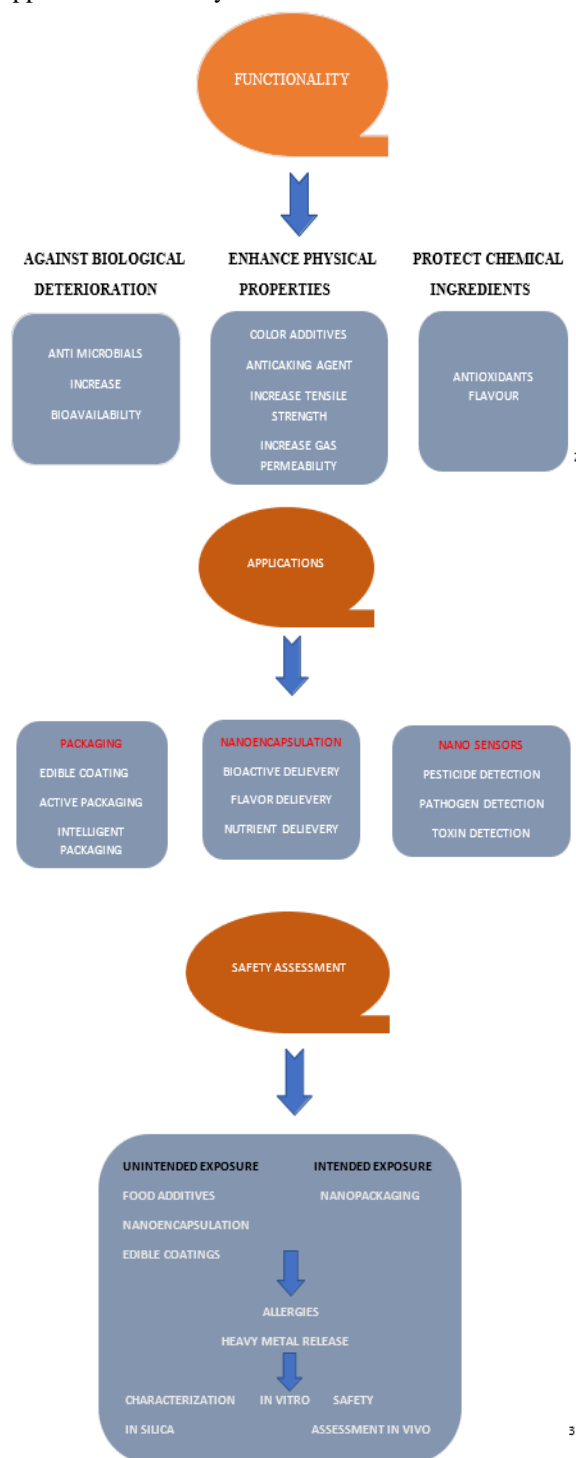 FUNCTIONALITY
AGAINST BIOLOGICAL
DETERIORATION
ENHANCE PHYSICAL
PROPERTIES
PROTECT CHEMICAL
INGREDIENTS
ANTI MICROBIALS
INCREASE
BIOAVAILABILITY
COLOR ADDITIVES
ANTICAKING AGENT
INCREASE TENSILE
STRENGTH
INCREASE GAS
PERMEABILITY
ANTIOXIDANTS
FLAVOUR
2
APPLICATIONS
PACKAGING
EDIBLE COATING
ACTIVE PACKAGING
INTELLIGENT
PACKAGING
NANOENCAPSULATION
BIOACTIVE DELIEVERY
FLAVOR DELIEVERY
NUTRIENT DELIEVERY
NANO SENSORS
PESTICIDE DETECTION
PATHOGEN DETECTION
TOXIN DETECTION
SAFETY ASSESSMENT
UNINTENDED EXPOSURE
FOOD ADDITIVES
NANOENCAPSULATION
EDIBLE COATINGS
INTENDED EXPOSURE
NANOPACKAGING
ALLERGIES
HEAVY METAL RELEASE
CHARACTERIZATION IN VITRO SAFETY
IN SILICA ASSESSMENT IN VIVO
3